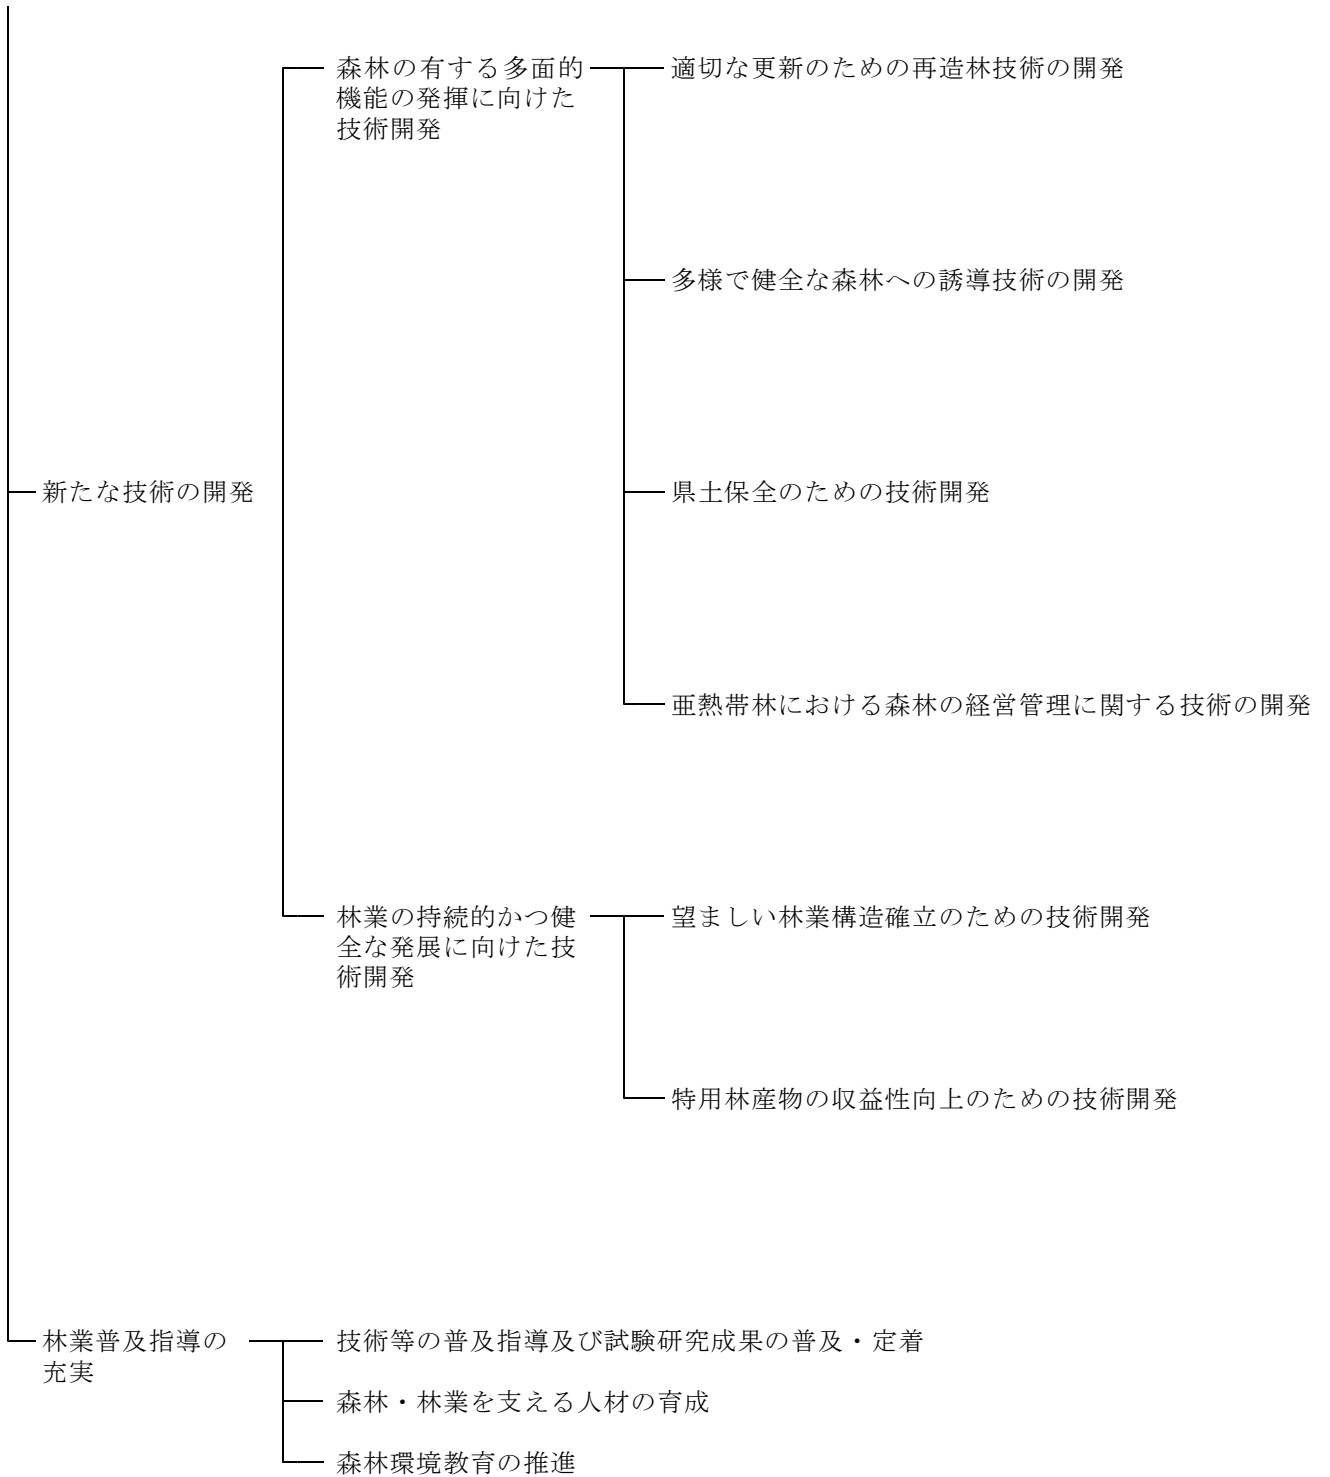 森林の有する多面的
機能の発揮に向けた
技術開発
適切な更新のための再造林技術の開発
多様で健全な森林への誘導技術の開発
新たな技術の開発
県土保全のための技術開発
亜熱帯林における森林の経営管理に関する技術の開発
林業の持続的かつ健
全な発展に向けた技
術開発
望ましい林業構造確立のための技術開発
特用林産物の収益性向上のための技術開発
林業普及指導の
充実
技術等の普及指導及び試験研究成果の普及・定着
森林・林業を支える人材の育成
森林環境教育の推進